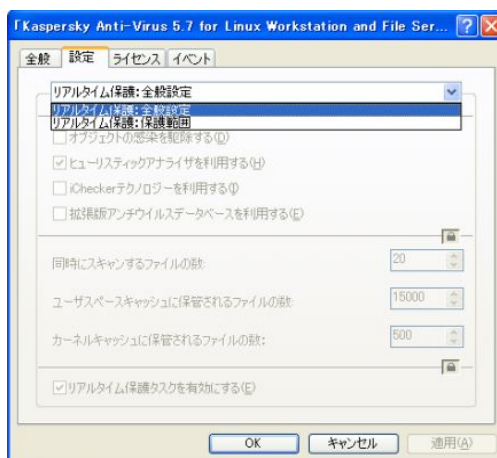 「Kaspersky Anti-Virus 5.7 for Linux Workstation and File Ser...
全般 設定 ライセンス イベント
リアルタイム保護: 全般設定
リアルタイム保護: 全般設定
リアルタイム保護: 保護範囲
オブジェクトの感染を駆除する(D)
ヒューリスティックアナライザを利用する(H)
iCheckerテクノロジーを利用する(I)
拡張版アンチウイルスデータベースを利用する(E)
同時にスキャンするファイルの数: 20
ユーザスペースキャッシュに保管されるファイルの数: 15000
カーネルキャッシュに保管されるファイルの数: 500
リアルタイム保護タスクを有効にする(E)
OK キャンセル 適用(A)